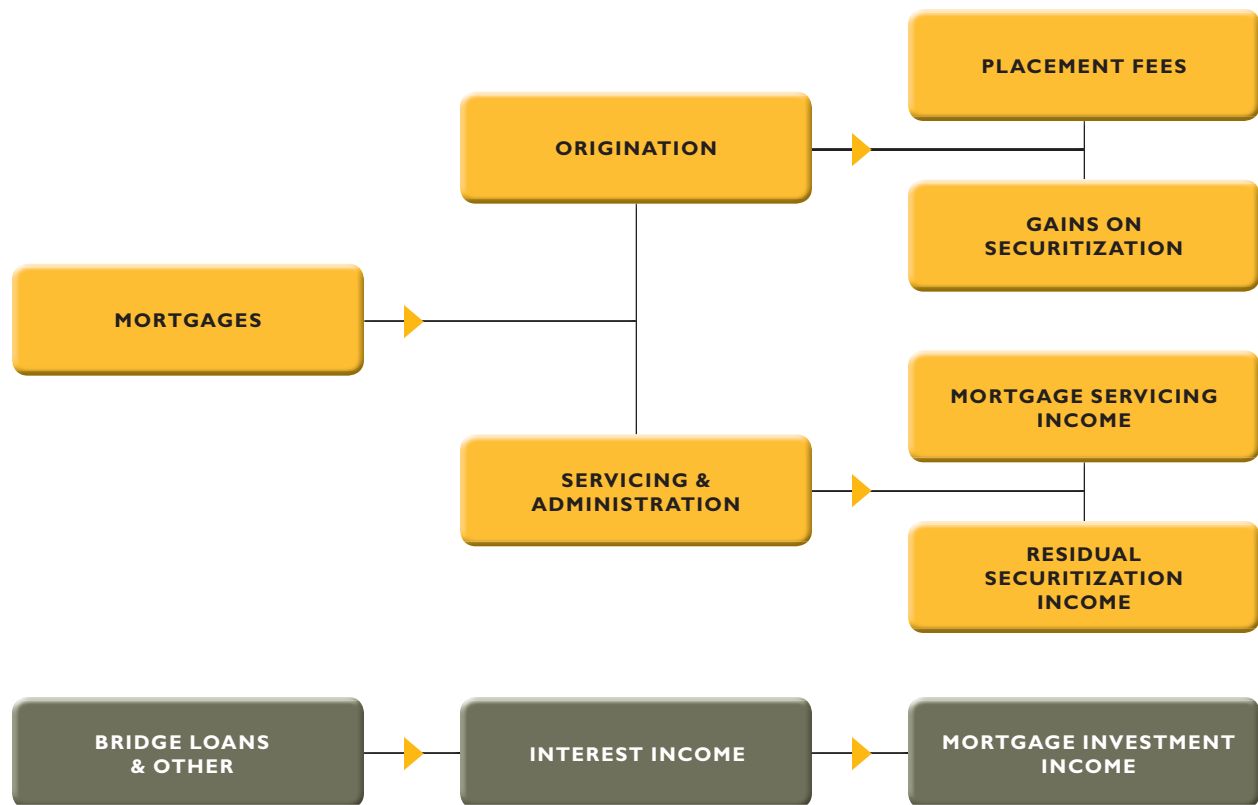 PLACEMENT FEES
ORIGINATION
GAINS ON
SECURITIZATION
MORTGAGES
MORTGAGE SERVICING
INCOME
SERVICING &
ADMINISTRATION
RESIDUAL
SECURITIZATION
INCOME
BRIDGE LOANS
& OTHER
INTEREST INCOME
MORTGAGE INVESTMENT
INCOME